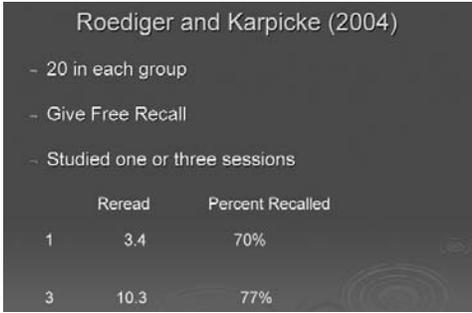 Roediger and Karpicke (2004)
- 20 in each group
- Give Free Recall
- Studied one or three sessions
Reread Percent Recalled
1 3.4 70%
3 10.3 77%